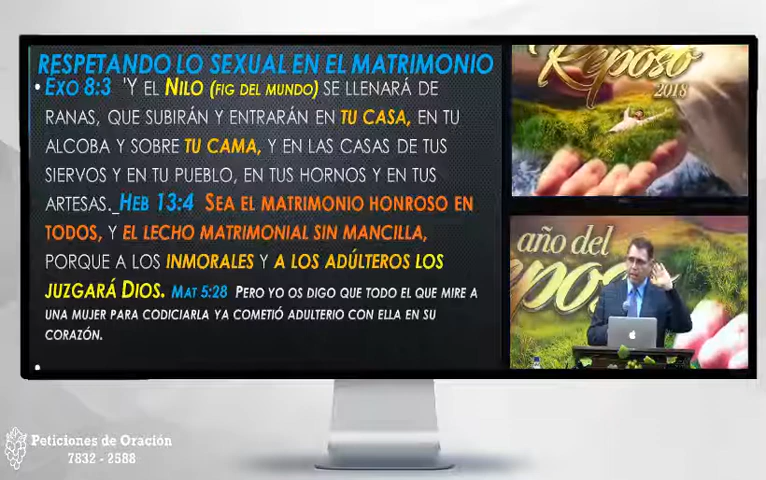 RESPETANDO LO SEXUAL EN EL MATRIMONIO
• ÉXO 8:3 'Y EL NILO (FIG DEL MUNDO) SE LLENARÁ DE
RANAS, QUE SUBIRÁN Y ENTRARÁN EN TU CASA, EN TU
ALCOBA Y SOBRE TU CAMA, Y EN LAS CASAS DE TUS
SIERVOS Y EN TU PUEBLO, EN TUS HORNOS Y EN TUS
ARTESAS._HEB 13:4 SEA EL MATRIMONIO HONROSO EN
TODOS, Y EL LECHO MATRIMONIAL SIN MANCILLA,
PORQUE A LOS INMORALES Y A LOS ADÚLTEROS LOS
JUZGARÁ DIOS. MAT 5:28 PERO YO OS DIGO QUE TODO EL QUE MIRE A
UNA MUJER PARA CODICIARLA YA COMETIÓ ADULTERIO CON ELLA EN SU
CORAZÓN.
Reposo
2018
año del
Reposo
Peticiones de Oración
7832 - 2588